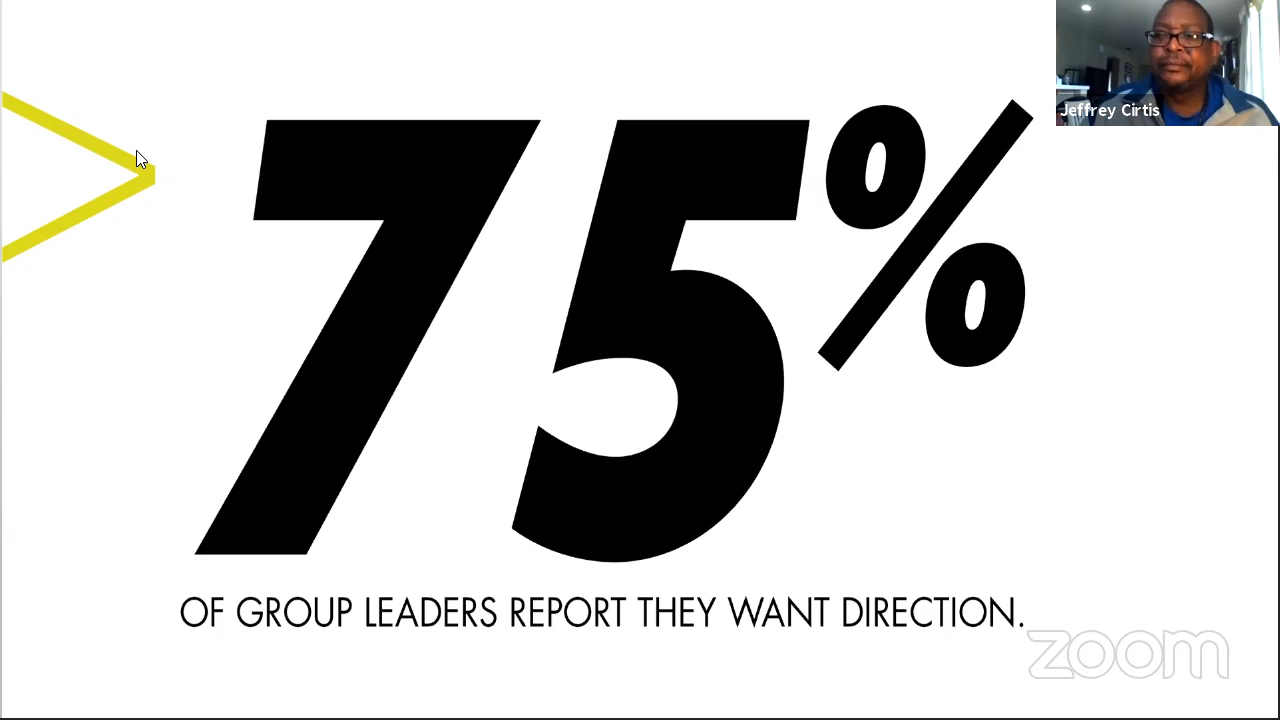 Jeffrey Cirtis
75%
OF GROUP LEADERS REPORT THEY WANT DIRECTION.
zoom